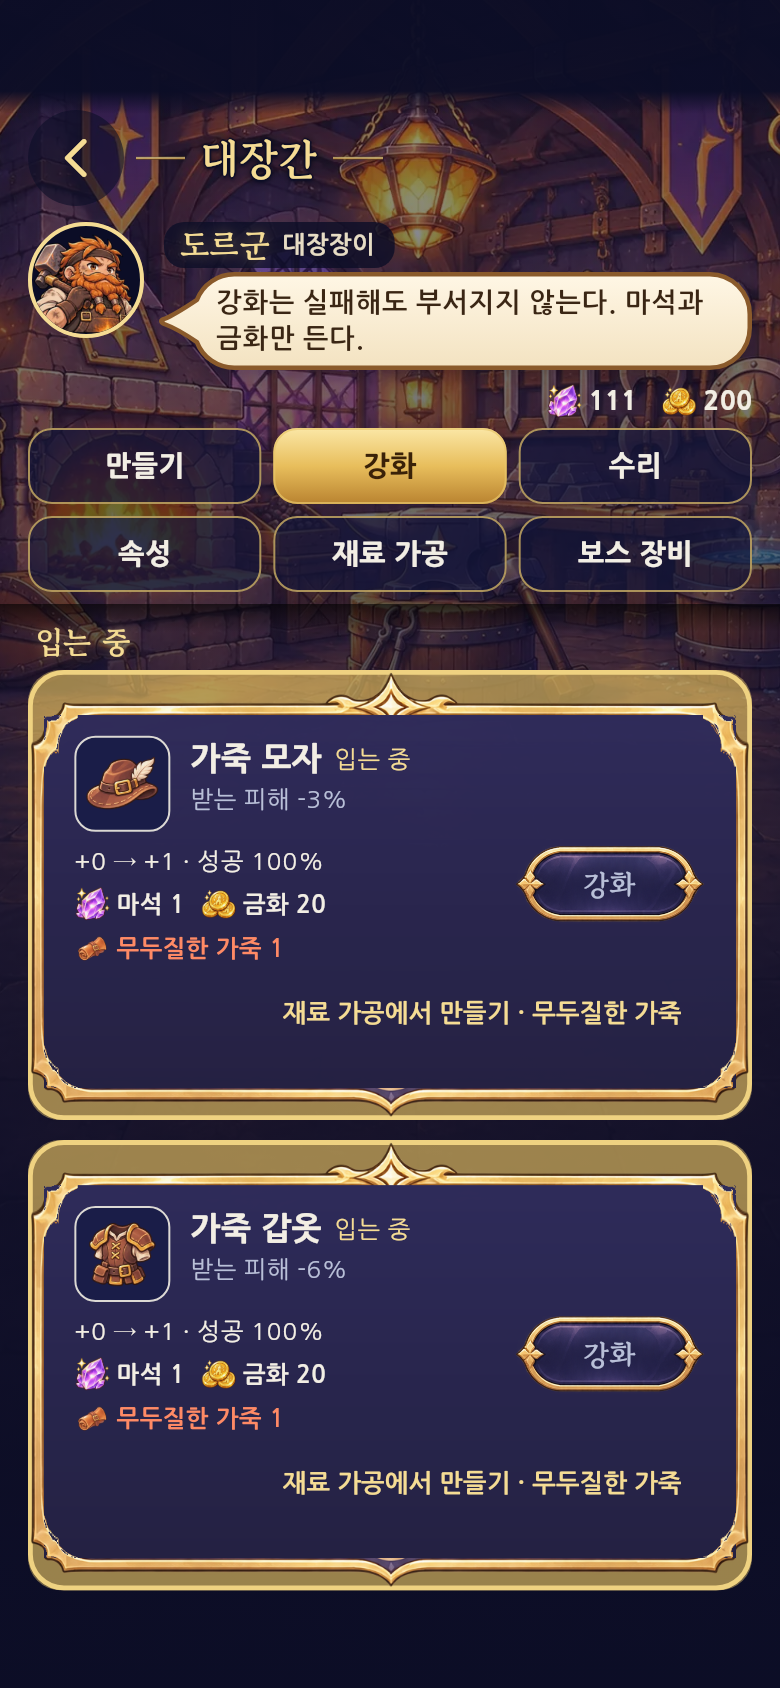 대장간
도르군 대장장이
강화는 실패해도 부서지지 않는다. 마석과
금화만 든다.
111 200
만들기 강화 수리
속성 재료 가공 보스 장비
입는 중
가죽 모자 입는 중
받는 피해 -3%
+0 → +1 · 성공 100%
마석 1 금화 20
강화
무두질한 가죽 1
재료 가공에서 만들기 · 무두질한 가죽
가죽 갑옷 입는 중
받는 피해 -6%
+0 → +1 · 성공 100%
마석 1 금화 20
강화
무두질한 가죽 1
재료 가공에서 만들기 · 무두질한 가죽